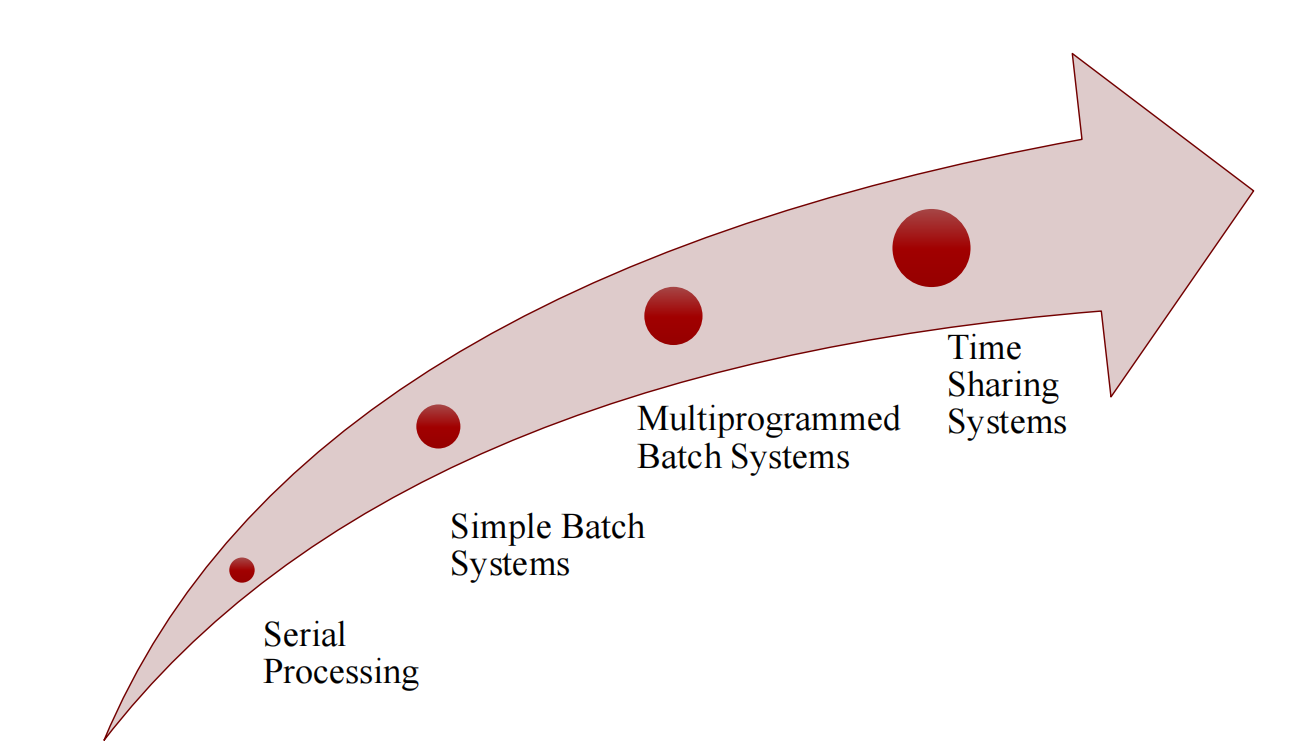 Serial
Processing
Simple Batch
Systems
Multiprogrammed
Batch Systems
Time
Sharing
Systems